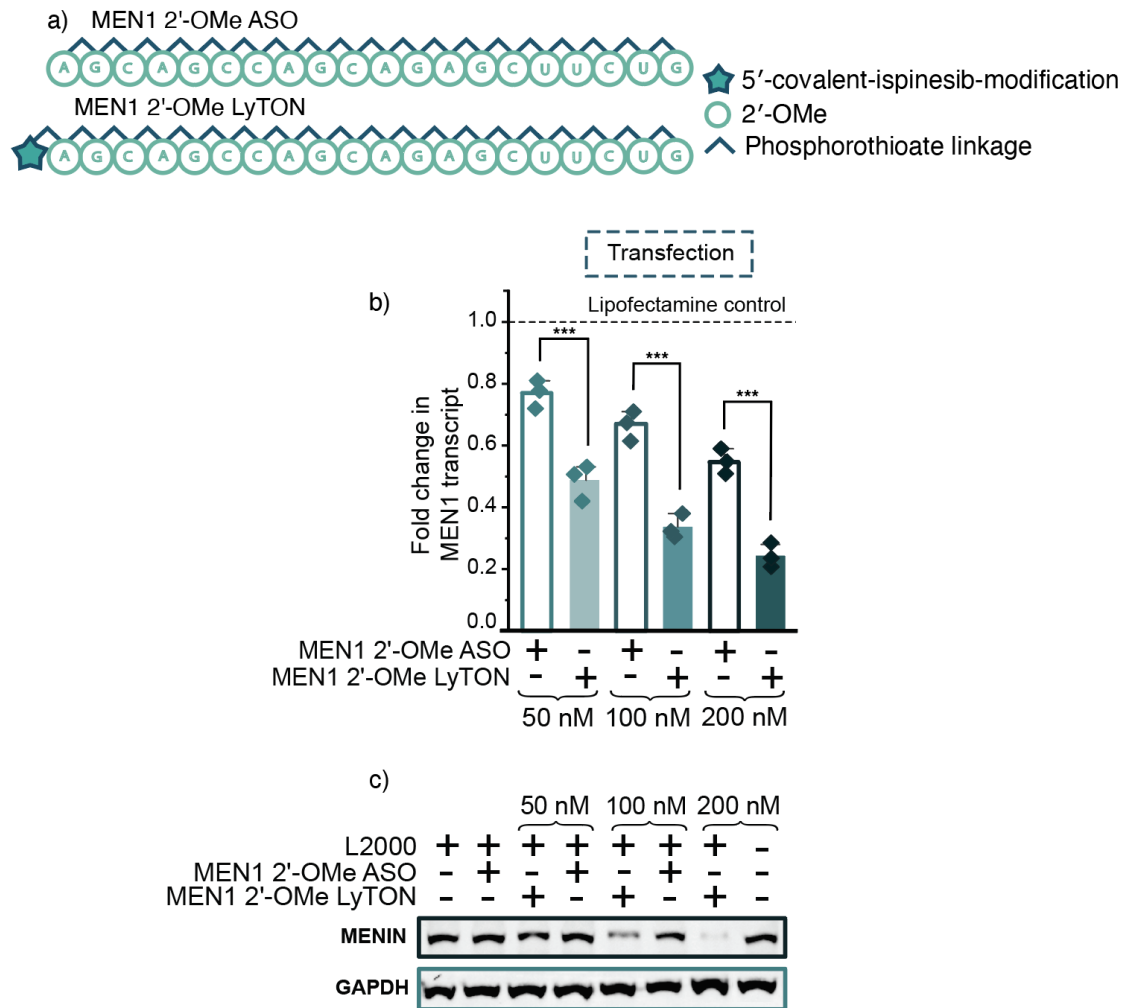 a)
MEN1 2'-OMe ASO
A G C A G C C A G C A G A G C U U C U G
MEN1 2'-OMe LyTON
A G C A G C C A G C A G A G C U U C U G
5′-covalent-ispinesib-modification
2′-OMe
Phosphorothioate linkage
Transfection
b)
Lipofectamine control
Fold change in
MEN1 transcript
1.0
0.8
0.6
0.4
0.2
0.0
*** *** ***
MEN1 2'-OMe ASO + - + - + -
MEN1 2'-OMe LyTON - + - + - +
50 nM 100 nM 200 nM
c)
50 nM 100 nM 200 nM
L2000 + + + + + + + -
MEN1 2'-OMe ASO - + - + - + - -
MEN1 2'-OMe LyTON - - + - + - + -
MENIN
GAPDH